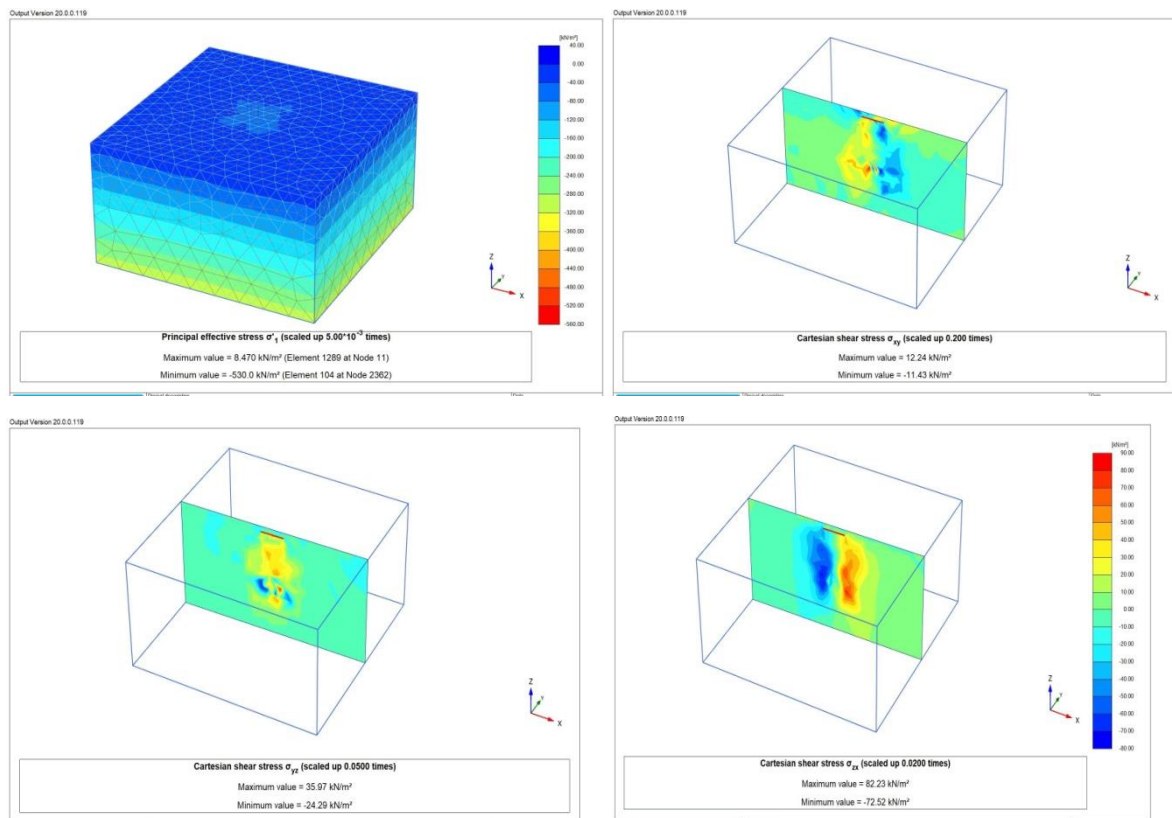 Output Version 20.0.0.119
[kN/m²]
40.00
0.00
-40.00
-80.00
-120.00
-160.00
-200.00
-240.00
-280.00
-320.00
-360.00
-400.00
-440.00
-480.00
-520.00
-560.00
Z
Y
X
Principal effective stress σ'₁ (scaled up 5.00*10⁻³ times)
Maximum value = 8.470 kN/m² (Element 1289 at Node 11)
Minimum value = -530.0 kN/m² (Element 104 at Node 2362)
Output Version 20.0.0.119
Z
Y
X
Cartesian shear stress σxy (scaled up 0.200 times)
Maximum value = 12.24 kN/m²
Minimum value = -11.43 kN/m²
Output Version 20.0.0.119
Z
Y
X
Cartesian shear stress σyz (scaled up 0.0500 times)
Maximum value = 35.97 kN/m²
Minimum value = -24.29 kN/m²
Output Version 20.0.0.119
[kN/m²]
90.00
80.00
70.00
60.00
50.00
40.00
30.00
20.00
10.00
0.00
-10.00
-20.00
-30.00
-40.00
-50.00
-60.00
-70.00
-80.00
Z
Y
X
Cartesian shear stress σzx (scaled up 0.0200 times)
Maximum value = 82.23 kN/m²
Minimum value = -72.52 kN/m²